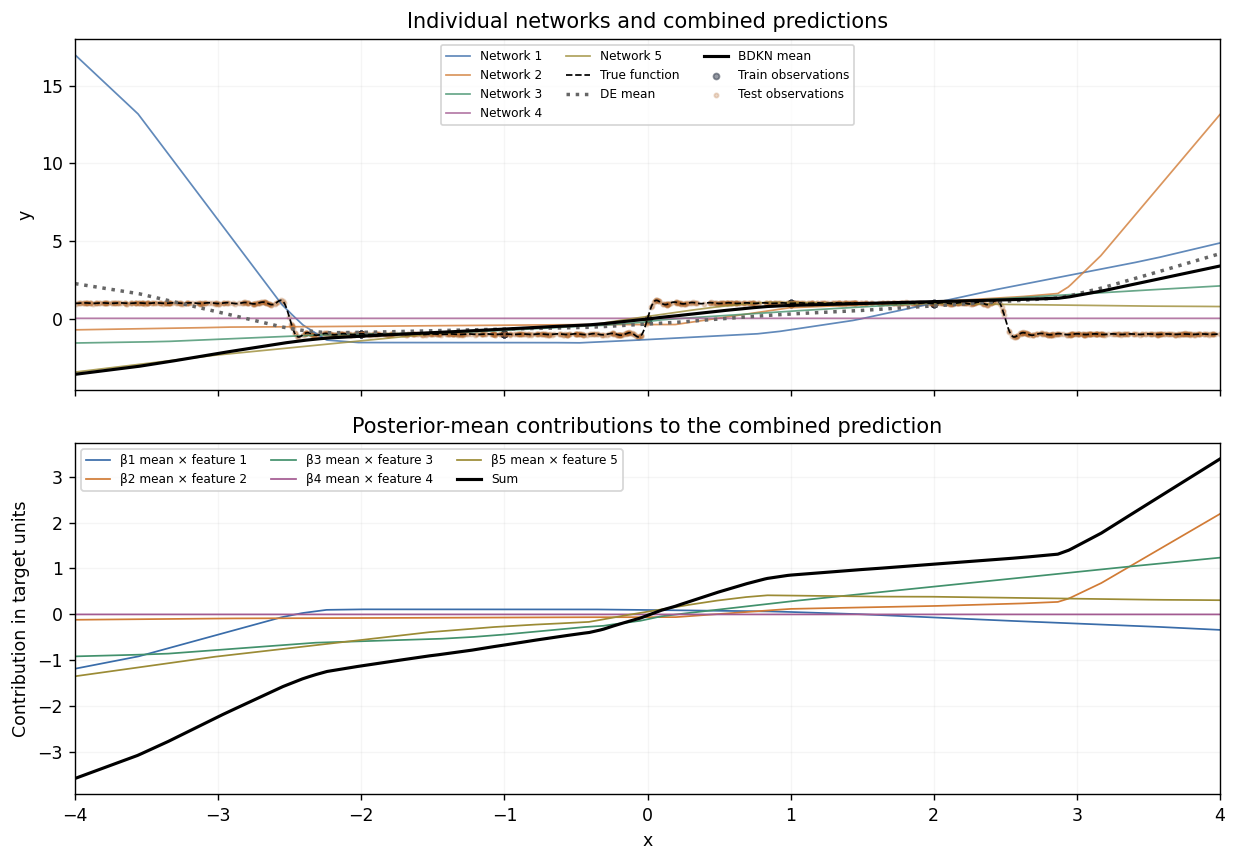 Individual networks and combined predictions
Network 1
Network 2
Network 3
Network 4
Network 5
True function
DE mean
BDKN mean
Train observations
Test observations
15
10
5
0
y
Posterior-mean contributions to the combined prediction
β1 mean × feature 1
β2 mean × feature 2
β3 mean × feature 3
β4 mean × feature 4
β5 mean × feature 5
Sum
3
2
1
0
−1
−2
−3
Contribution in target units
−4 −3 −2 −1 0 1 2 3 4
x